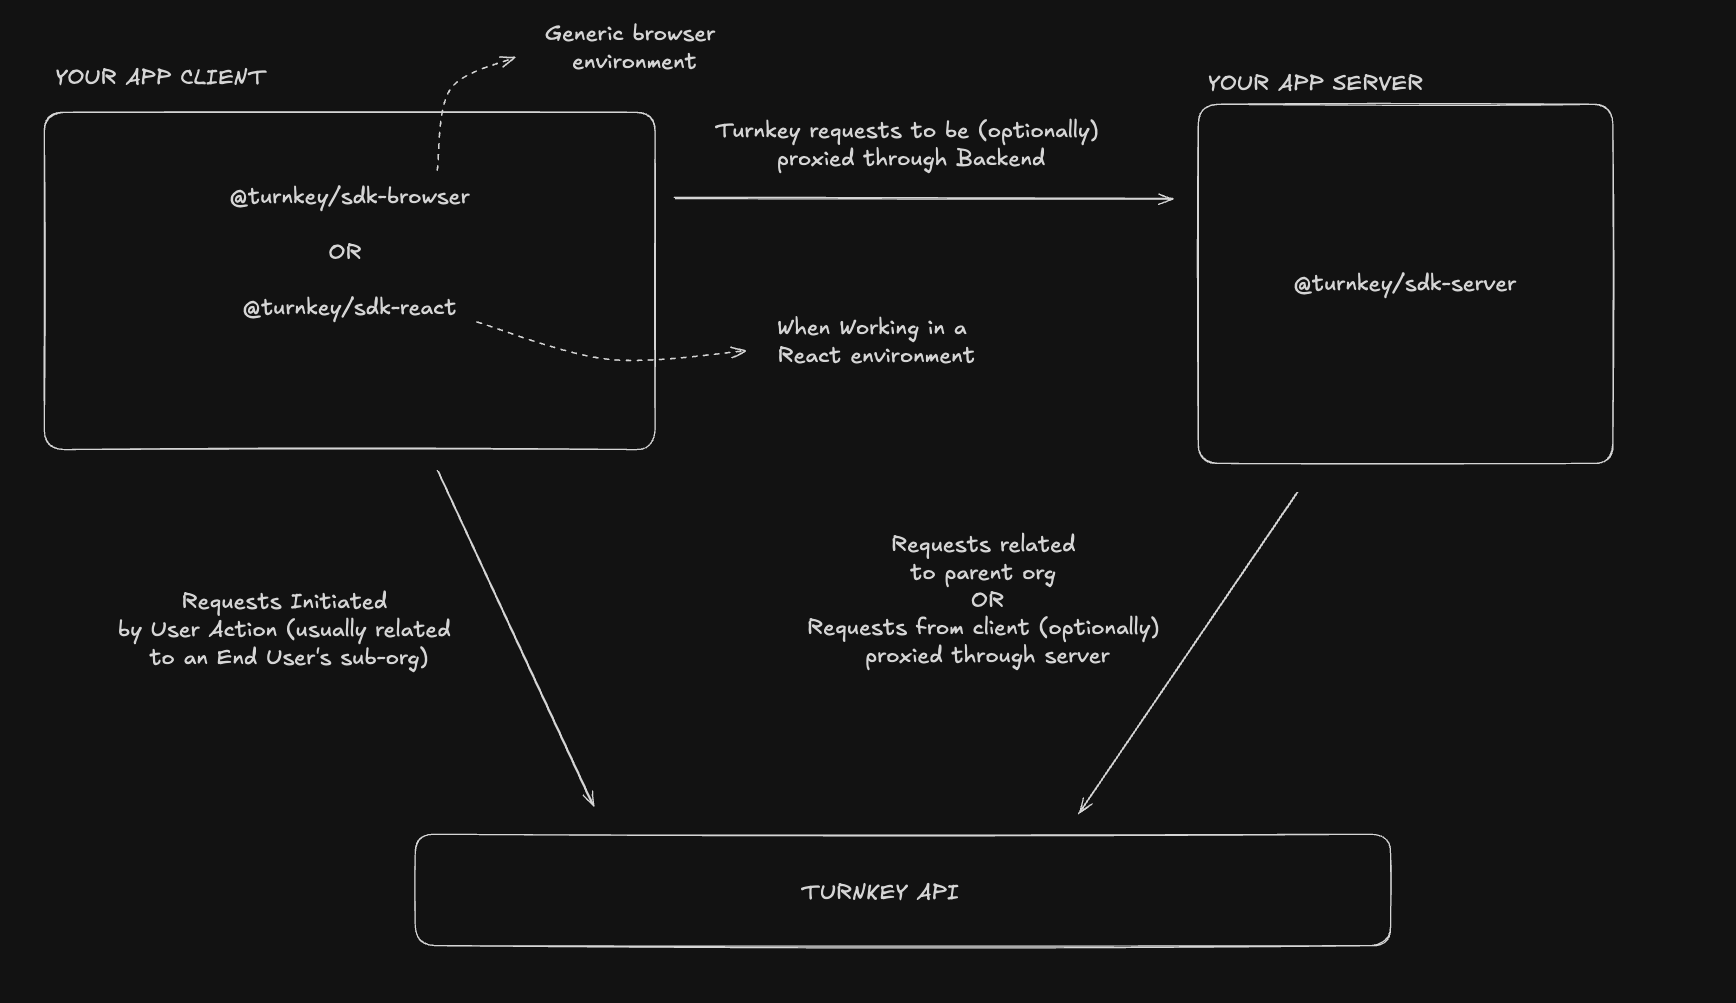 Generic browser
environment
YOUR APP CLIENT
YOUR APP SERVER
Turnkey requests to be (optionally)
proxied through Backend
@turnkey/sdk-browser
OR
@turnkey/sdk-react
When Working in a
React environment
@turnkey/sdk-server
Requests Initiated
by User Action (usually related
to an End User's sub-org)
Requests related
to parent org
OR
Requests from client (optionally)
proxied through server
TURNKEY API